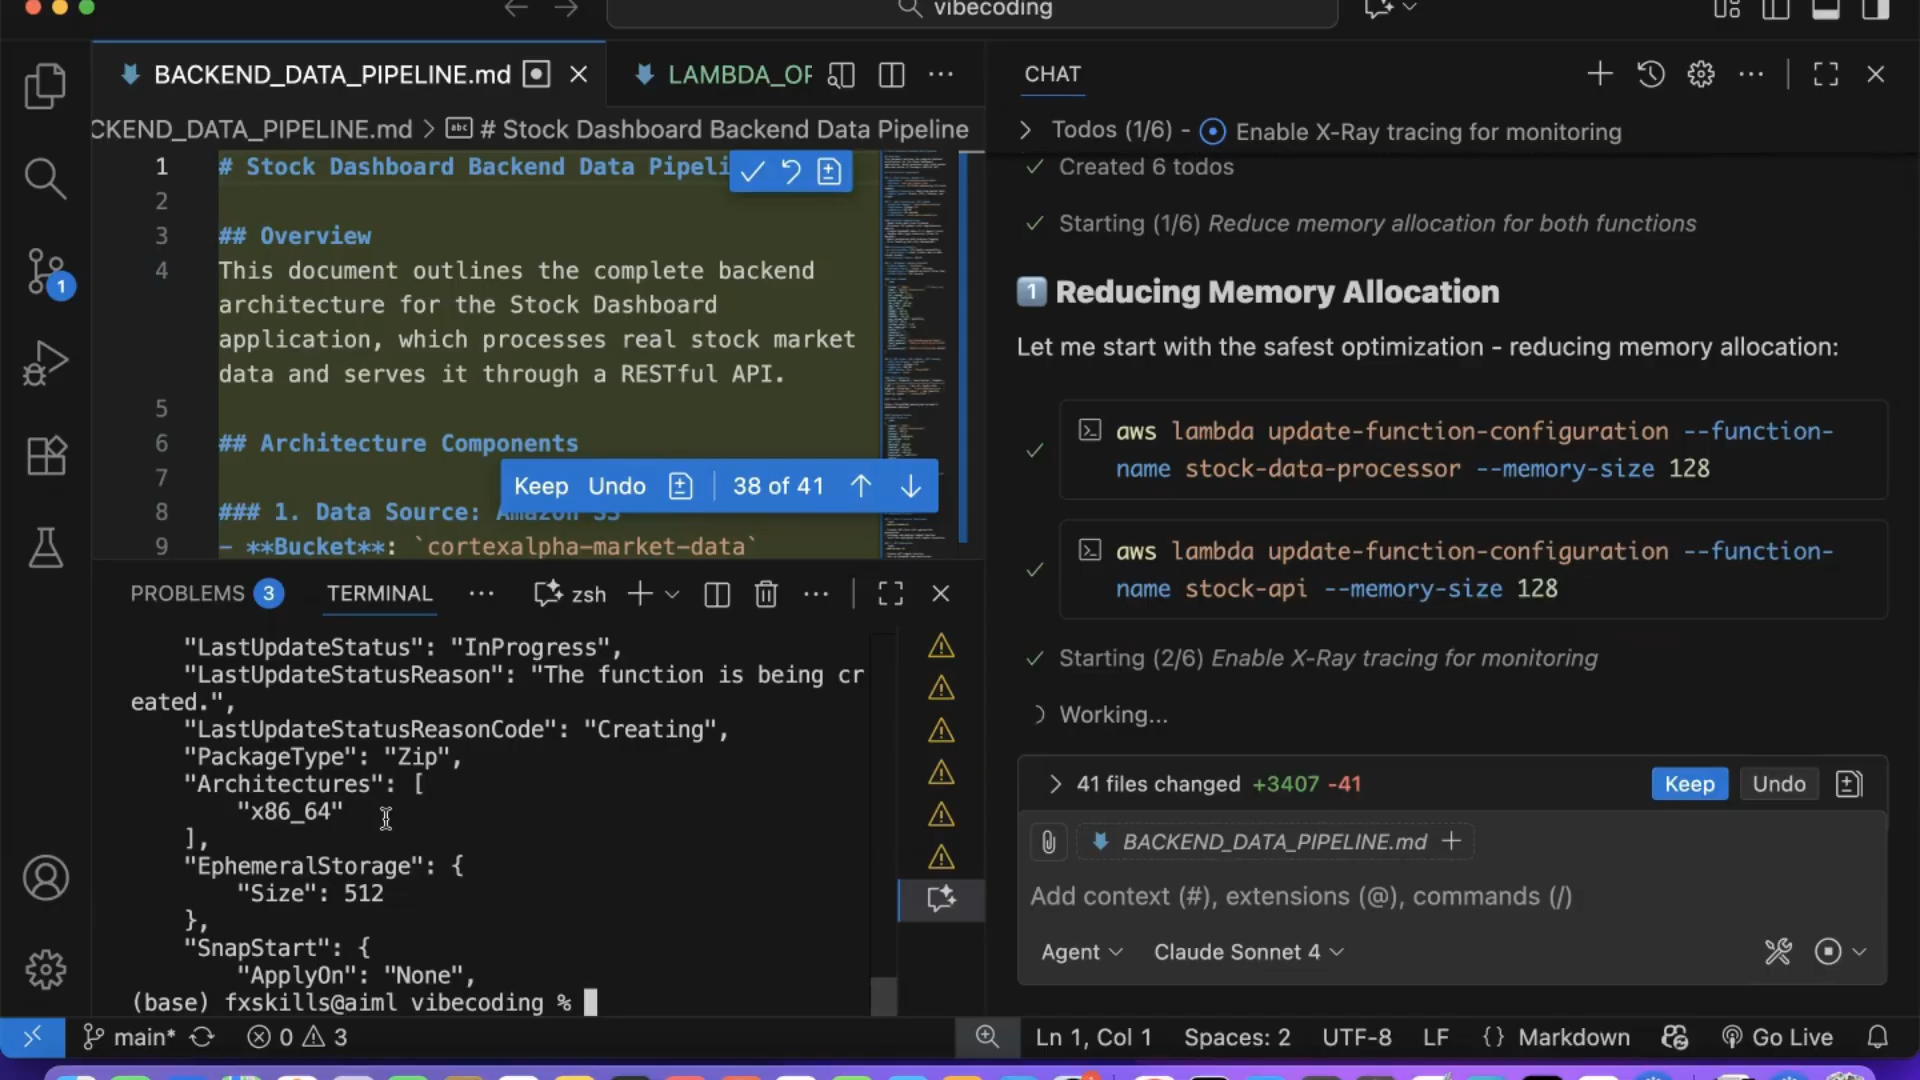 vibecoding
BACKEND_DATA_PIPELINE.md
LAMBDA_OF
CKEND_DATA_PIPELINE.md > # Stock Dashboard Backend Data Pipeline
1 # Stock Dashboard Backend Data Pipeli
2
3 ## Overview
4 This document outlines the complete backend
architecture for the Stock Dashboard
application, which processes real stock market
data and serves it through a RESTful API.
5
6 ## Architecture Components
7
Keep Undo 38 of 41
8 ### 1. Data Source: Amazon S3
9 - **Bucket**: `cortexalpha-market-data`
PROBLEMS 3 TERMINAL ... zsh
"LastUpdateStatus": "InProgress",
"LastUpdateStatusReason": "The function is being cr
eated.",
"LastUpdateStatusReasonCode": "Creating",
"PackageType": "Zip",
"Architectures": [
"x86_64"
],
"EphemeralStorage": {
"Size": 512
},
"SnapStart": {
"ApplyOn": "None",
(base) fxskills@aiml vibecoding %
CHAT
Todos (1/6) - Enable X-Ray tracing for monitoring
Created 6 todos
Starting (1/6) Reduce memory allocation for both functions
1 Reducing Memory Allocation
Let me start with the safest optimization - reducing memory allocation:
aws lambda update-function-configuration --function-
name stock-data-processor --memory-size 128
aws lambda update-function-configuration --function-
name stock-api --memory-size 128
Starting (2/6) Enable X-Ray tracing for monitoring
Working...
41 files changed +3407 -41 Keep Undo
BACKEND_DATA_PIPELINE.md +
Add context (#), extensions (@), commands (/)
Agent Claude Sonnet 4
1
main* 0 3 Ln 1, Col 1 Spaces: 2 UTF-8 LF {} Markdown Go Live